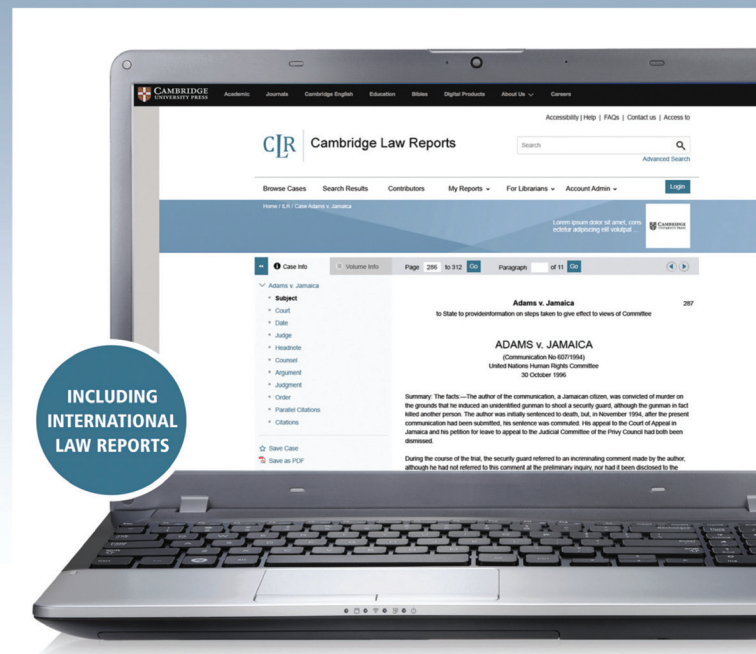 CAMBRIDGE
UNIVERSITY PRESS
Academic Journals Cambridge English Education Bibles Digital Products About Us Careers
Accessibility | Help | FAQs | Contact us | Access to
CLR Cambridge Law Reports
Search
Advanced Search
Browse Cases Search Results Contributors My Reports For Librarians Account Admin Login
Home / ILR / Case Adams v. Jamaica
Lorem ipsum dolor sit amet, cons
ectetur adipiscing elit volutpat ...
CAMBRIDGE
UNIVERSITY PRESS
Case Info Volume Info Page 286 to 312 Go Paragraph of 11 Go
Adams v. Jamaica
Subject
Court
Date
Judge
Headnote
Counsel
Argument
Judgment
Order
Parallel Citations
Citations
Save Case
Save as PDF
Adams v. Jamaica 287
to State to provideinformation on steps taken to give effect to views of Committee
ADAMS v. JAMAICA
(Communication No 607/1994)
United Nations Human Rights Committee
30 October 1996
Summary: The facts:—The author of the communication, a Jamaican citizen, was convicted of murder on
the grounds that he induced an unidentified gunman to shoot a security guard, although the gunman in fact
killed another person. The author was initially sentenced to death, but, in November 1994, after the present
communication had been submitted, his sentence was commuted. His appeal to the Court of Appeal in
Jamaica and his petition for leave to appeal to the Judicial Committee of the Privy Council had both been
dismissed.
During the course of the trial, the security guard referred to an incriminating comment made by the author,
although he had not referred to this comment at the preliminary inquiry, nor had it been disclosed to the
INCLUDING
INTERNATIONAL
LAW REPORTS